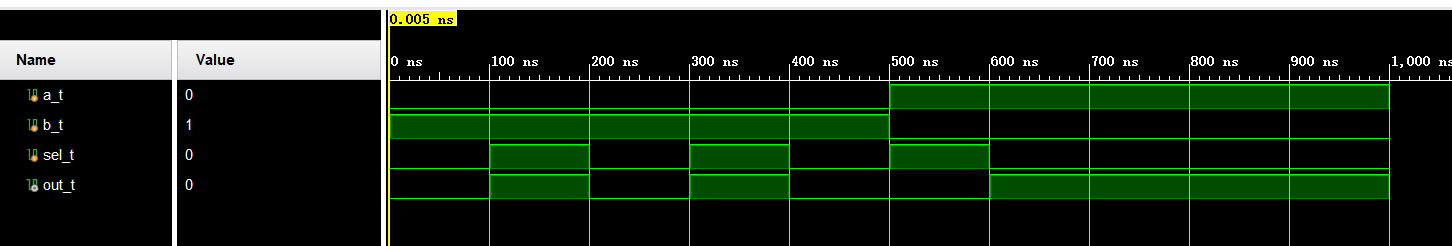 0.005 ns
Name Value
0 ns 100 ns 200 ns 300 ns 400 ns 500 ns 600 ns 700 ns 800 ns 900 ns 1,000 ns
a_t 0
b_t 1
sel_t 0
out_t 0